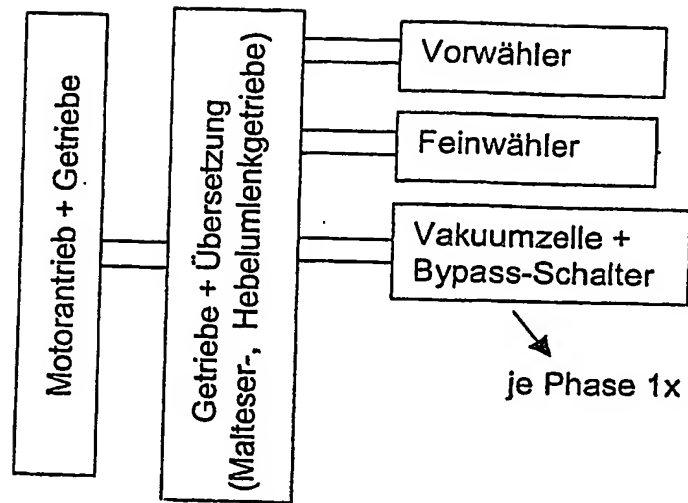 Motorantrieb + Getriebe
Getriebe + Übersetzung
(Malteser-, Hebelumlenkgetriebe)
Vorwähler
Feinwähler
Vakuumzelle +
Bypass-Schalter
je Phase 1x